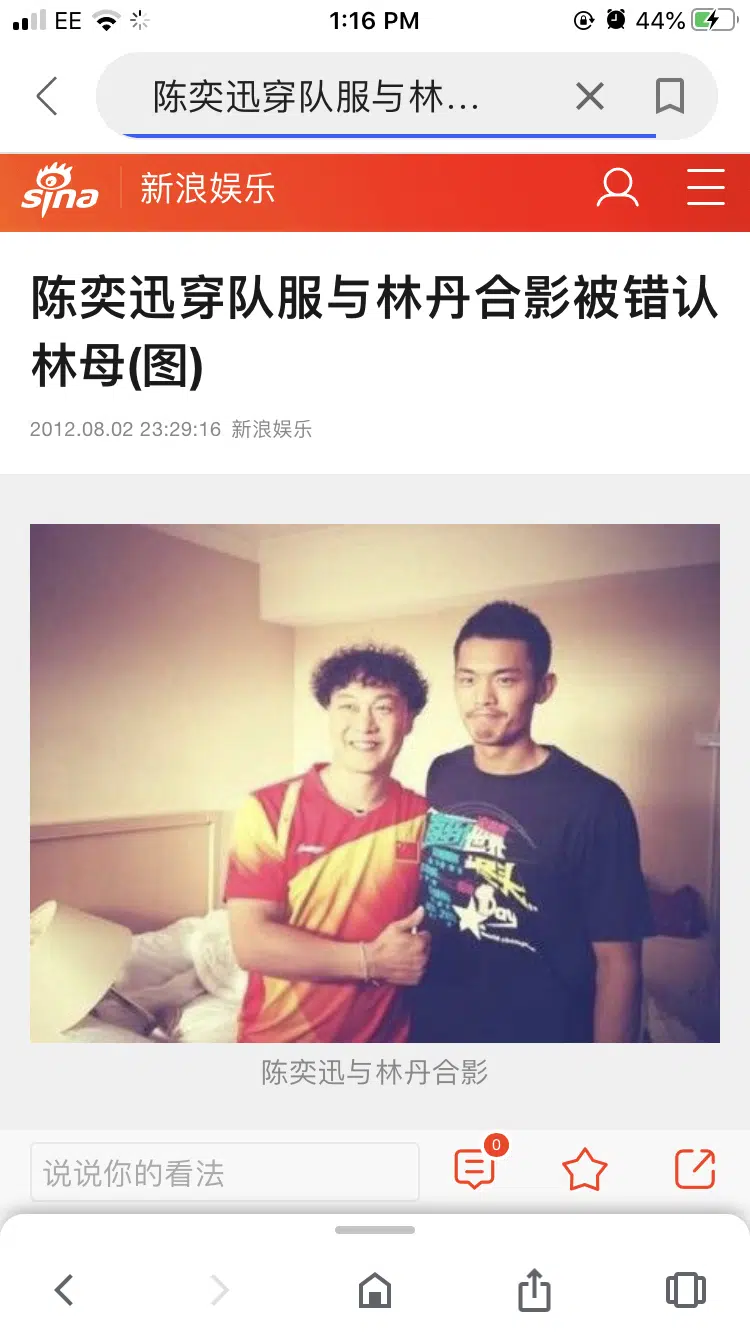 EE
1:16 PM
44%
陈奕迅穿队服与林...
sina
新浪娱乐
陈奕迅穿队服与林丹合影被错认
林母(图)
2012.08.02 23:29:16 新浪娱乐
陈奕迅与林丹合影
说说你的看法
0